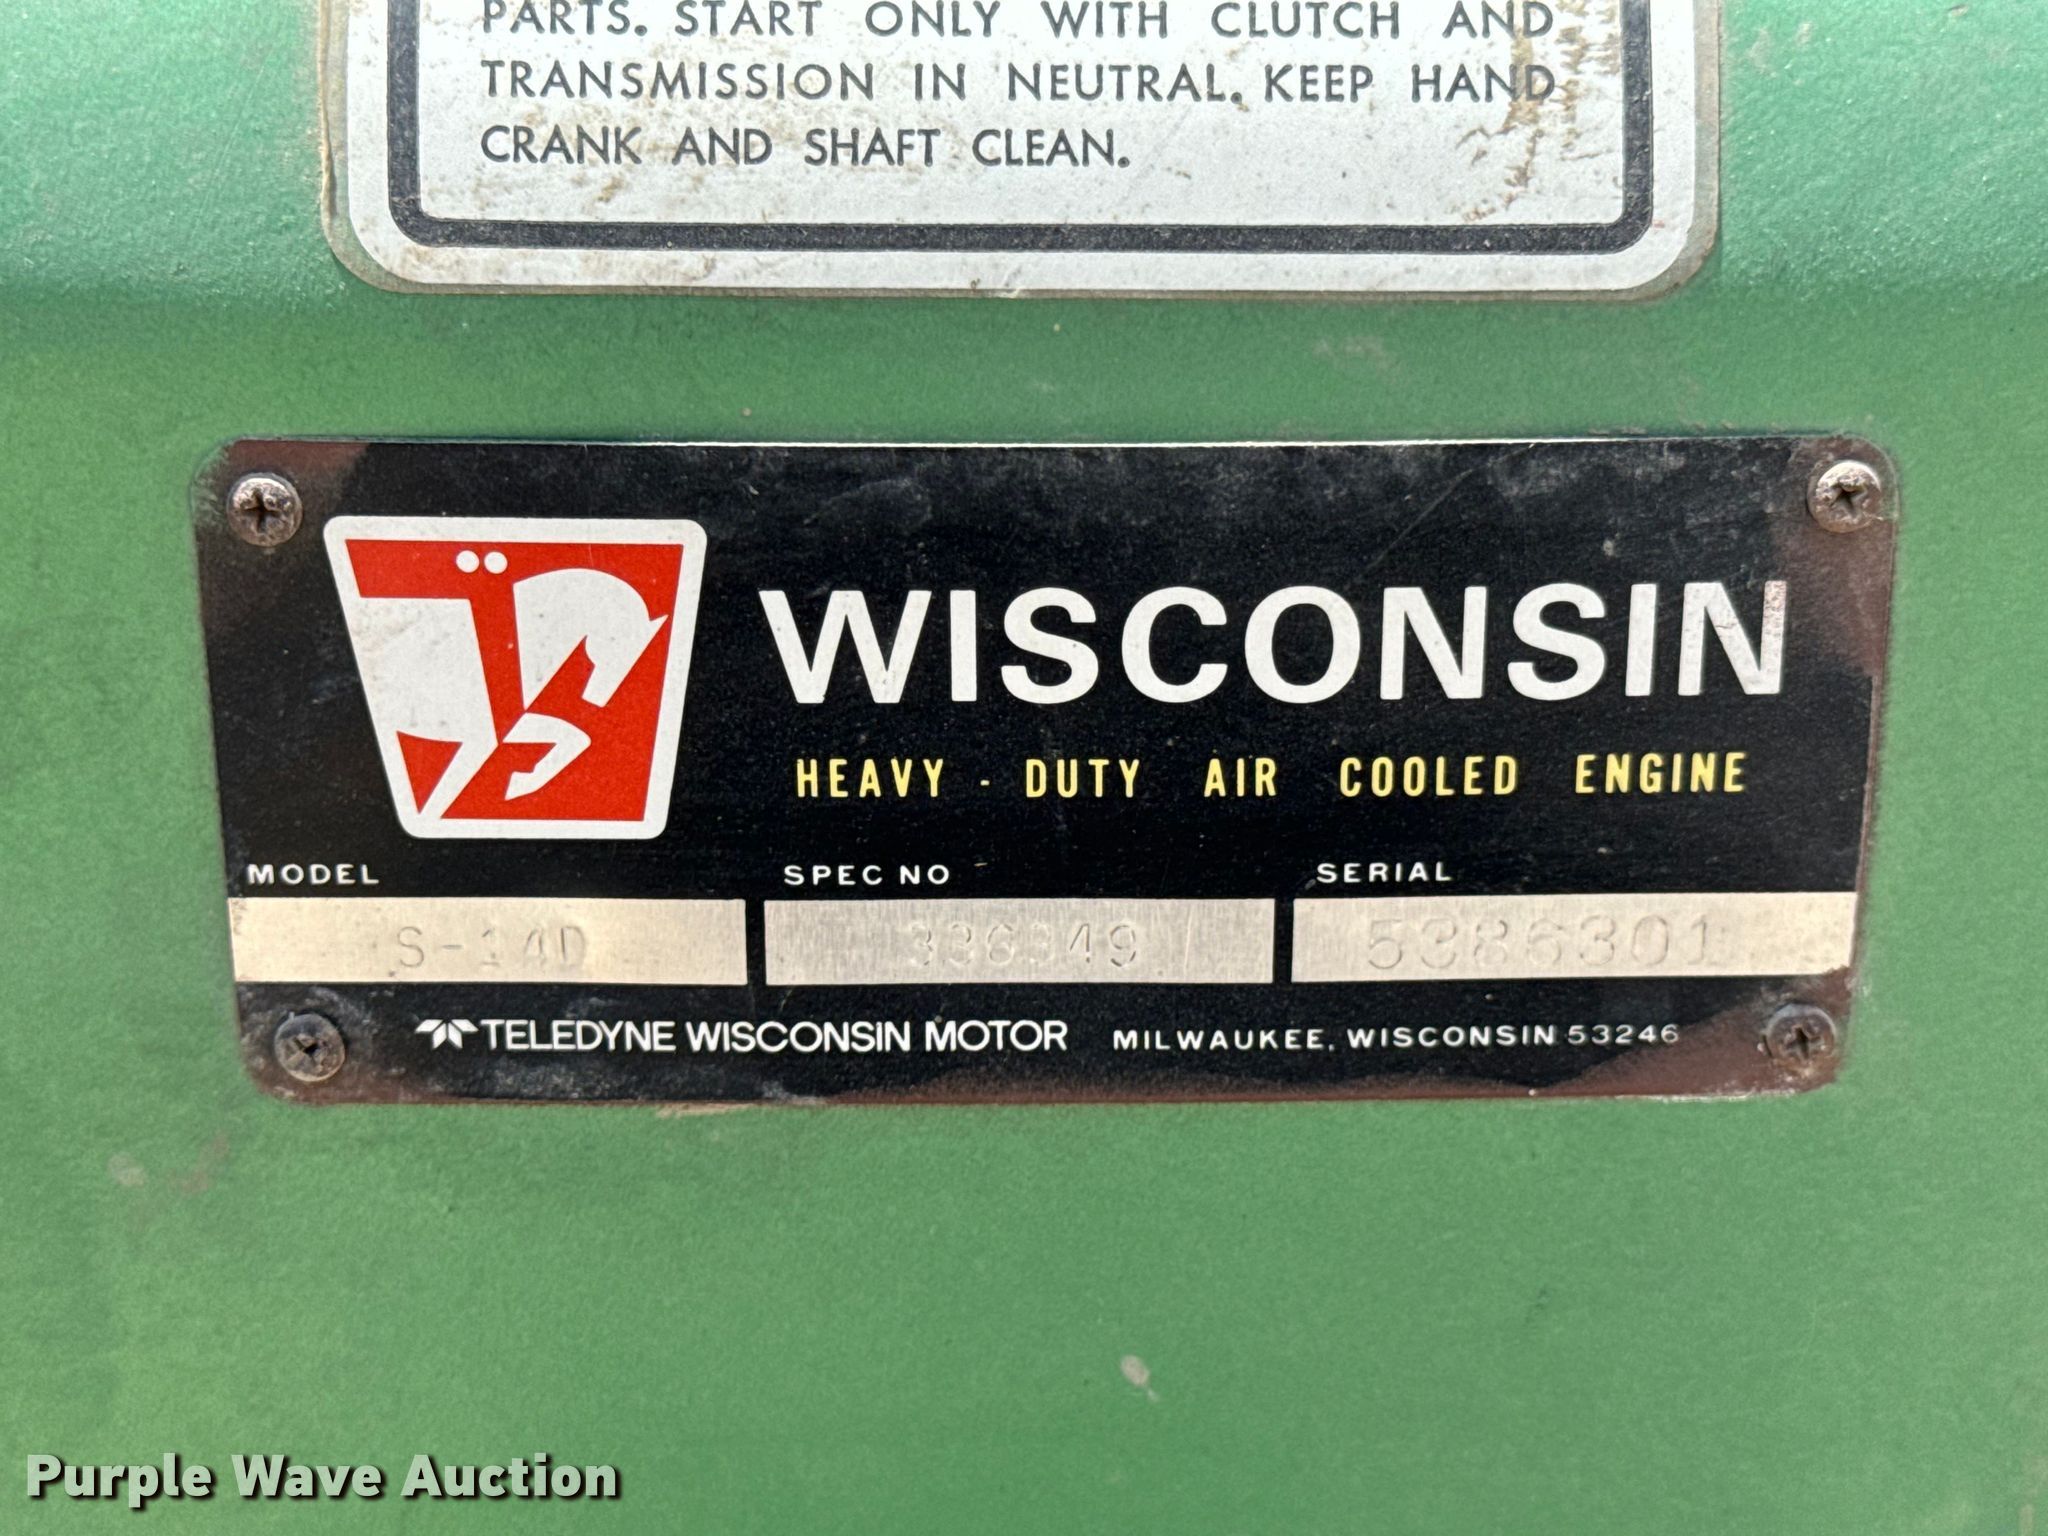 PARTS. START ONLY WITH CLUTCH AND
TRANSMISSION IN NEUTRAL. KEEP HAND
CRANK AND SHAFT CLEAN.
WISCONSIN
HEAVY - DUTY AIR COOLED ENGINE
MODEL SPEC NO SERIAL
S-14D 336349 5386301
TELEDYNE WISCONSIN MOTOR MILWAUKEE, WISCONSIN 53246
Purple Wave Auction